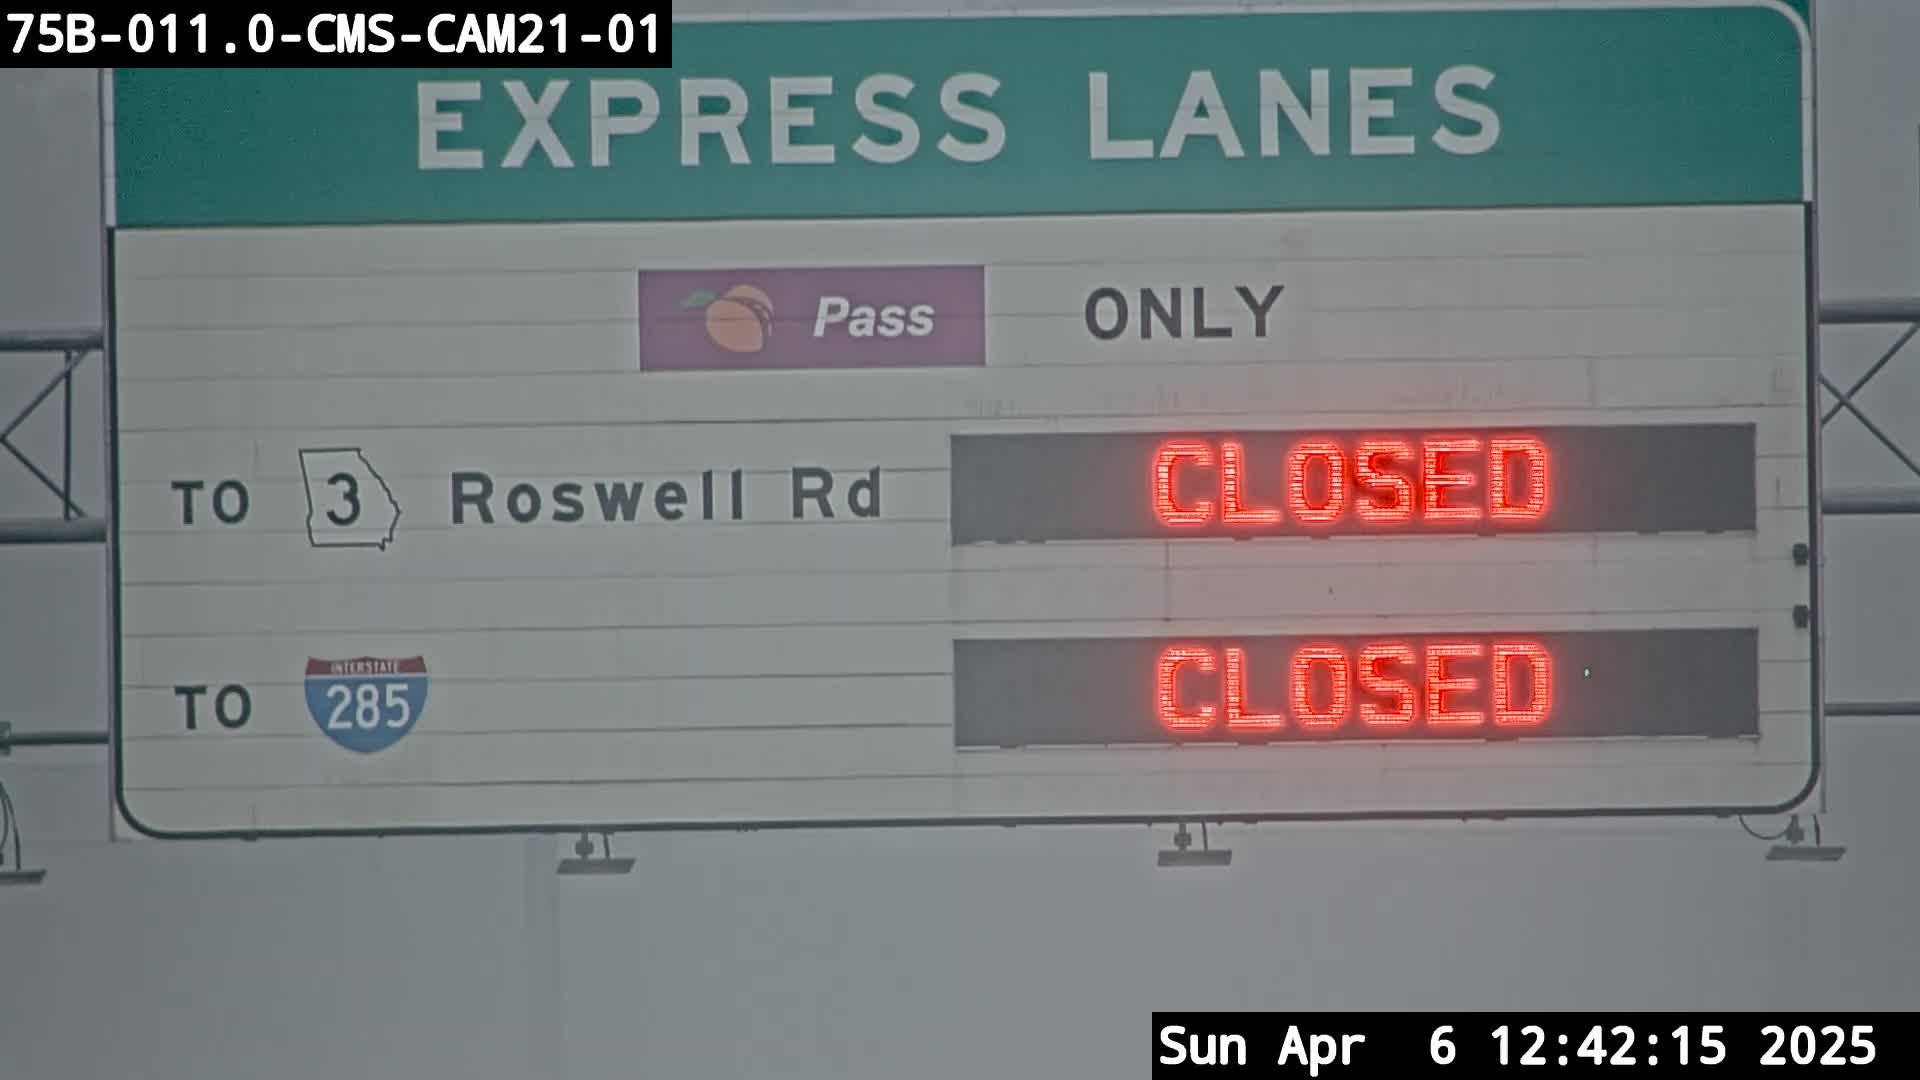 75B-011.0-CMS-CAM21-01
EXPRESS LANES
Pass ONLY
TO 3 Roswell Rd CLOSED
TO INTERSTATE 285 CLOSED
Sun Apr 6 12:42:15 2025